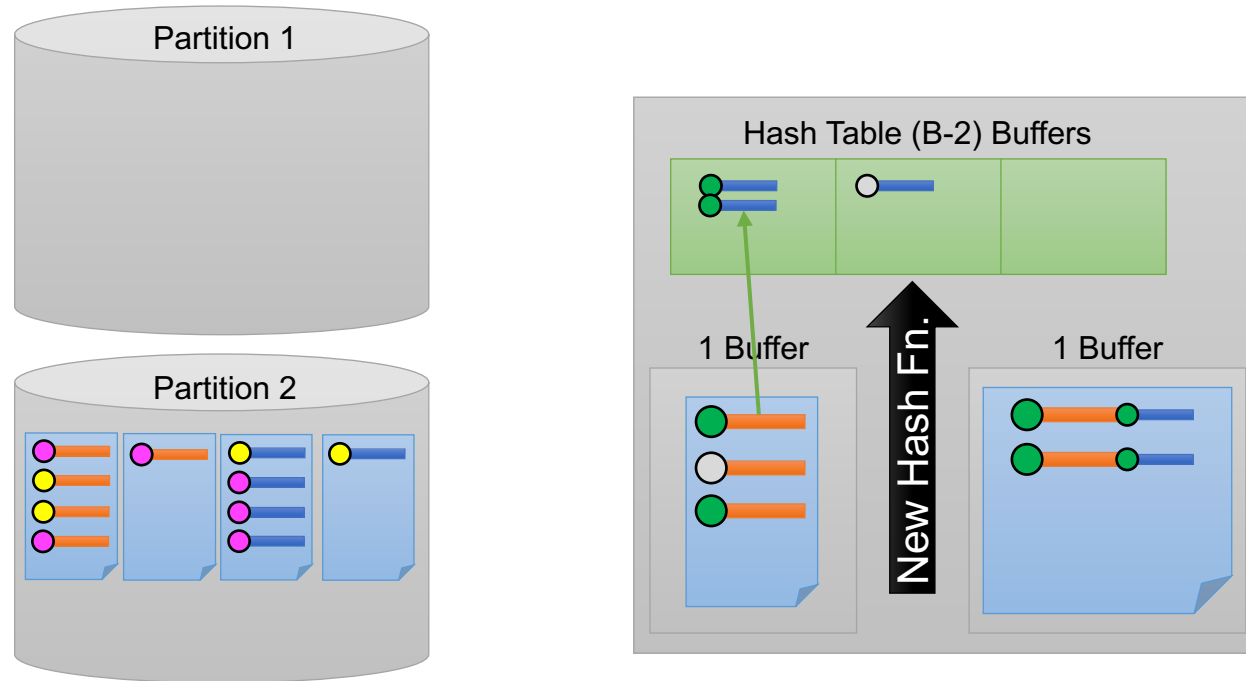 Partition 1
Partition 2
Hash Table (B-2) Buffers
1 Buffer
New Hash Fn.
1 Buffer